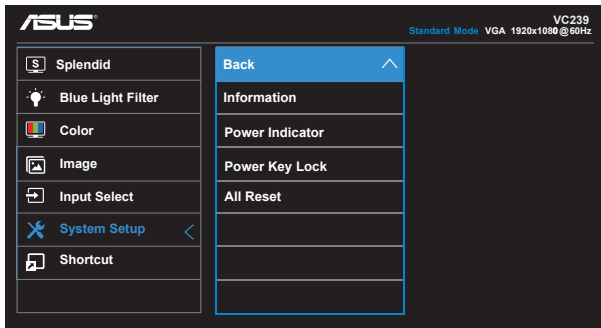 ASUS
VC239
Standard Mode VGA 1920x1080@60Hz
S Splendid
Blue Light Filter
Color
Image
Input Select
System Setup
Shortcut
Back
Information
Power Indicator
Power Key Lock
All Reset